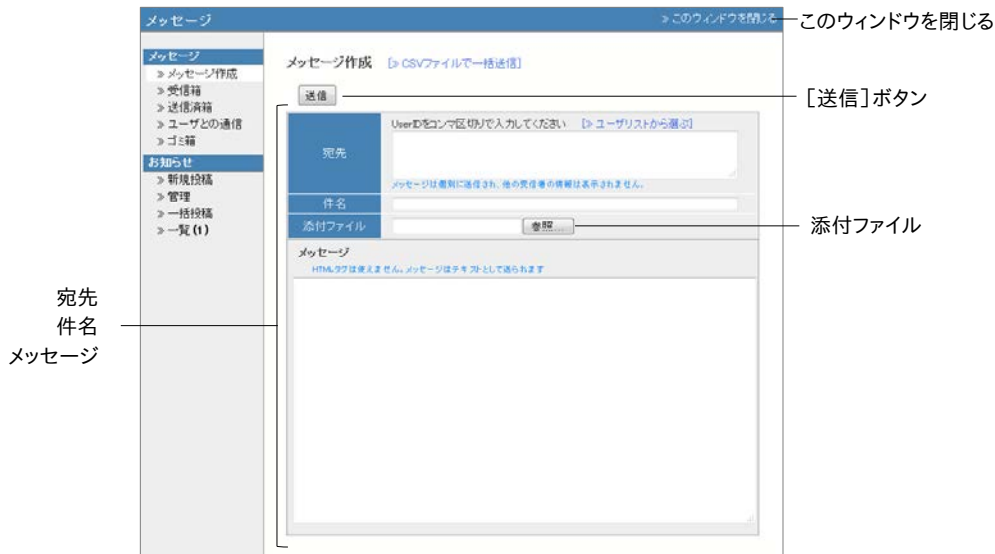 メッセージ
» このウィンドウを閉じる
このウィンドウを閉じる
メッセージ
» メッセージ作成
» 受信箱
» 送信済箱
» ユーザとの通信
» ゴミ箱
お知らせ
» 新規投稿
» 管理
» 一括投稿
» 一覧(1)
メッセージ作成 [» CSVファイルで一括送信]
送信
[送信]ボタン
宛先
UserIDをコンマ区切りで入力してください [» ユーザリストから選ぶ]
メッセージは個別に送信され、他の受信者の情報は表示されません。
件名
添付ファイル
参照...
添付ファイル
メッセージ
HTMLタグは使えません。メッセージはテキストとして送られます
宛先
件名
メッセージ